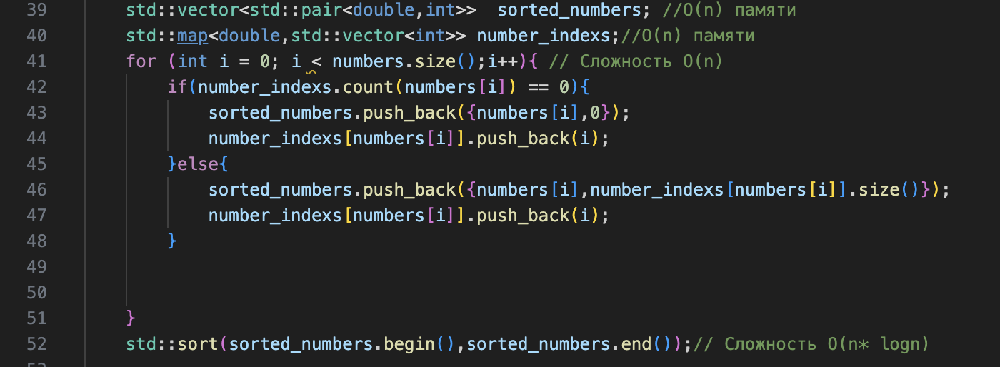 39 std::vector<std::pair<double,int>>  sorted_numbers; //O(n) памяти
40 std::map<double,std::vector<int>> number_indexs;//O(n) памяти
41 for (int i = 0; i < numbers.size();i++){ // Сложность O(n)
42     if(number_indexs.count(numbers[i]) == 0){
43         sorted_numbers.push_back({numbers[i],0});
44         number_indexs[numbers[i]].push_back(i);
45     }else{
46         sorted_numbers.push_back({numbers[i],number_indexs[numbers[i]].size()});
47         number_indexs[numbers[i]].push_back(i);
48     }
49
50
51 }
52 std::sort(sorted_numbers.begin(),sorted_numbers.end());// Сложность O(n* logn)